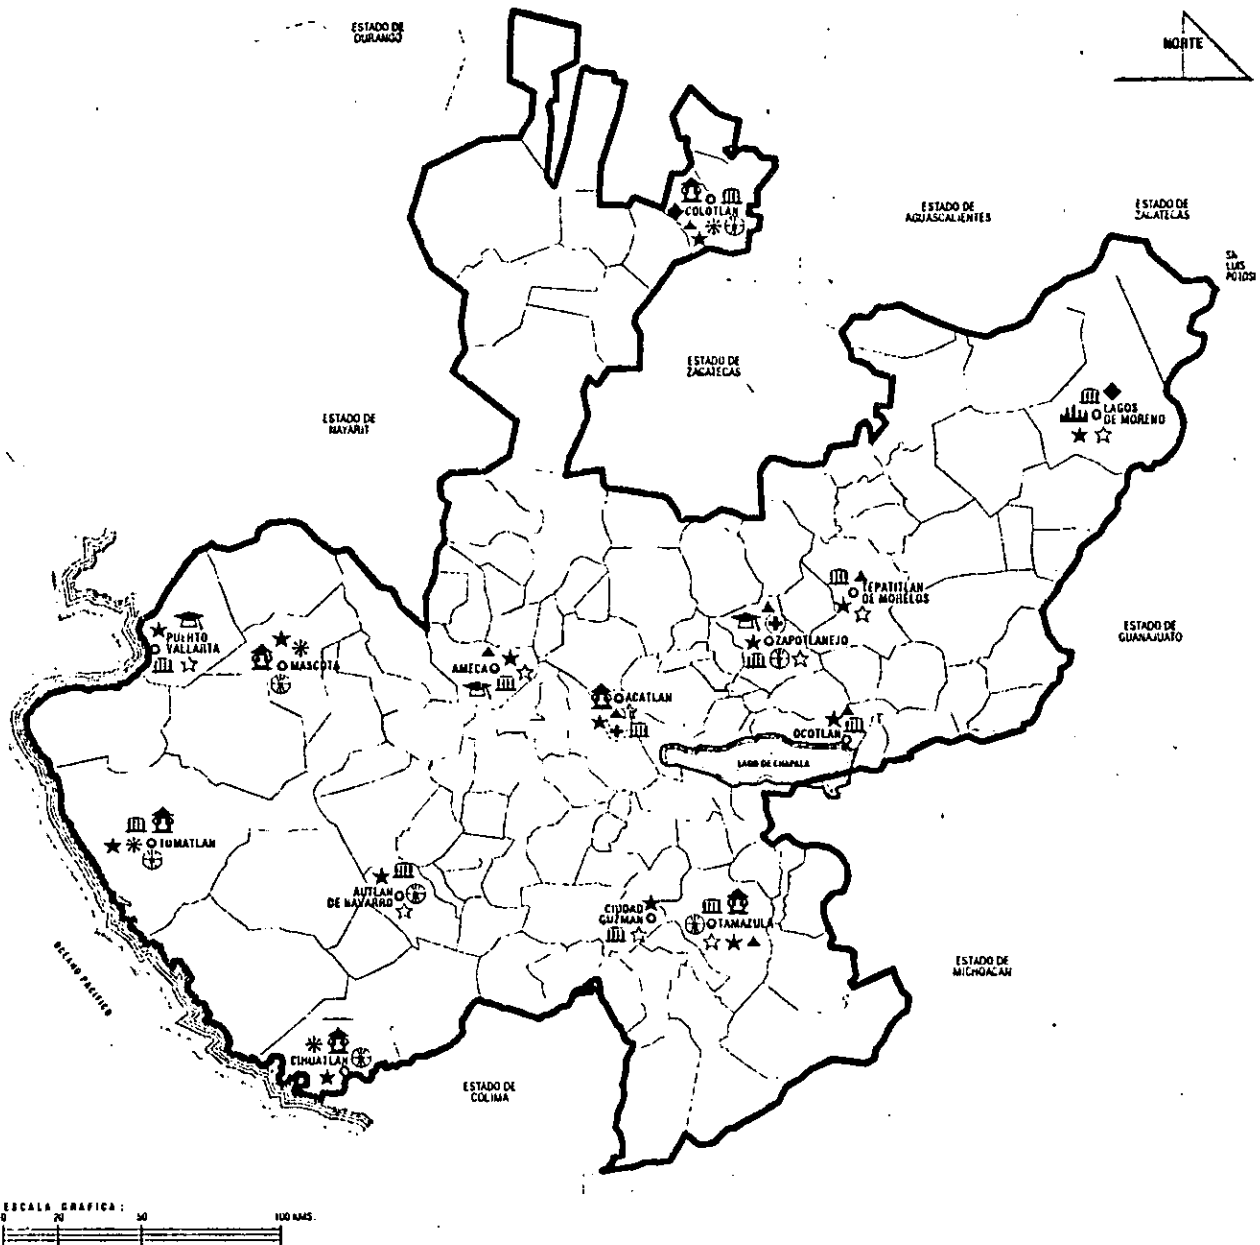 ESTADO DE
DURANGO
NORTE
COLOTLAN
ESTADO DE
AGUASCALIENTES
ESTADO DE
ZACATECAS
SN
LUIS
POTOSI
ESTADO DE
ZACATECAS
ESTADO DE
NAYARIT
LAGOS
DE MORENO
TEPATITLAN
DE MORELOS
PUERTO
VALLARTA
MASCOTA
AMECA
ZAPOTLANEJO
ESTADO DE
GUANAJUATO
ACATLAN
OCOTLAN
LAGO DE CHAPALA
TOMATLAN
AUTLAN
DE NAVARRO
CIUDAD
GUZMAN
TAMAZULA
OCEANO PACIFICO
ESTADO DE
MICHOACAN
CIHUATLAN
ESTADO DE
COLIMA
ESCALA GRAFICA:
0 20 50 100 KMS.